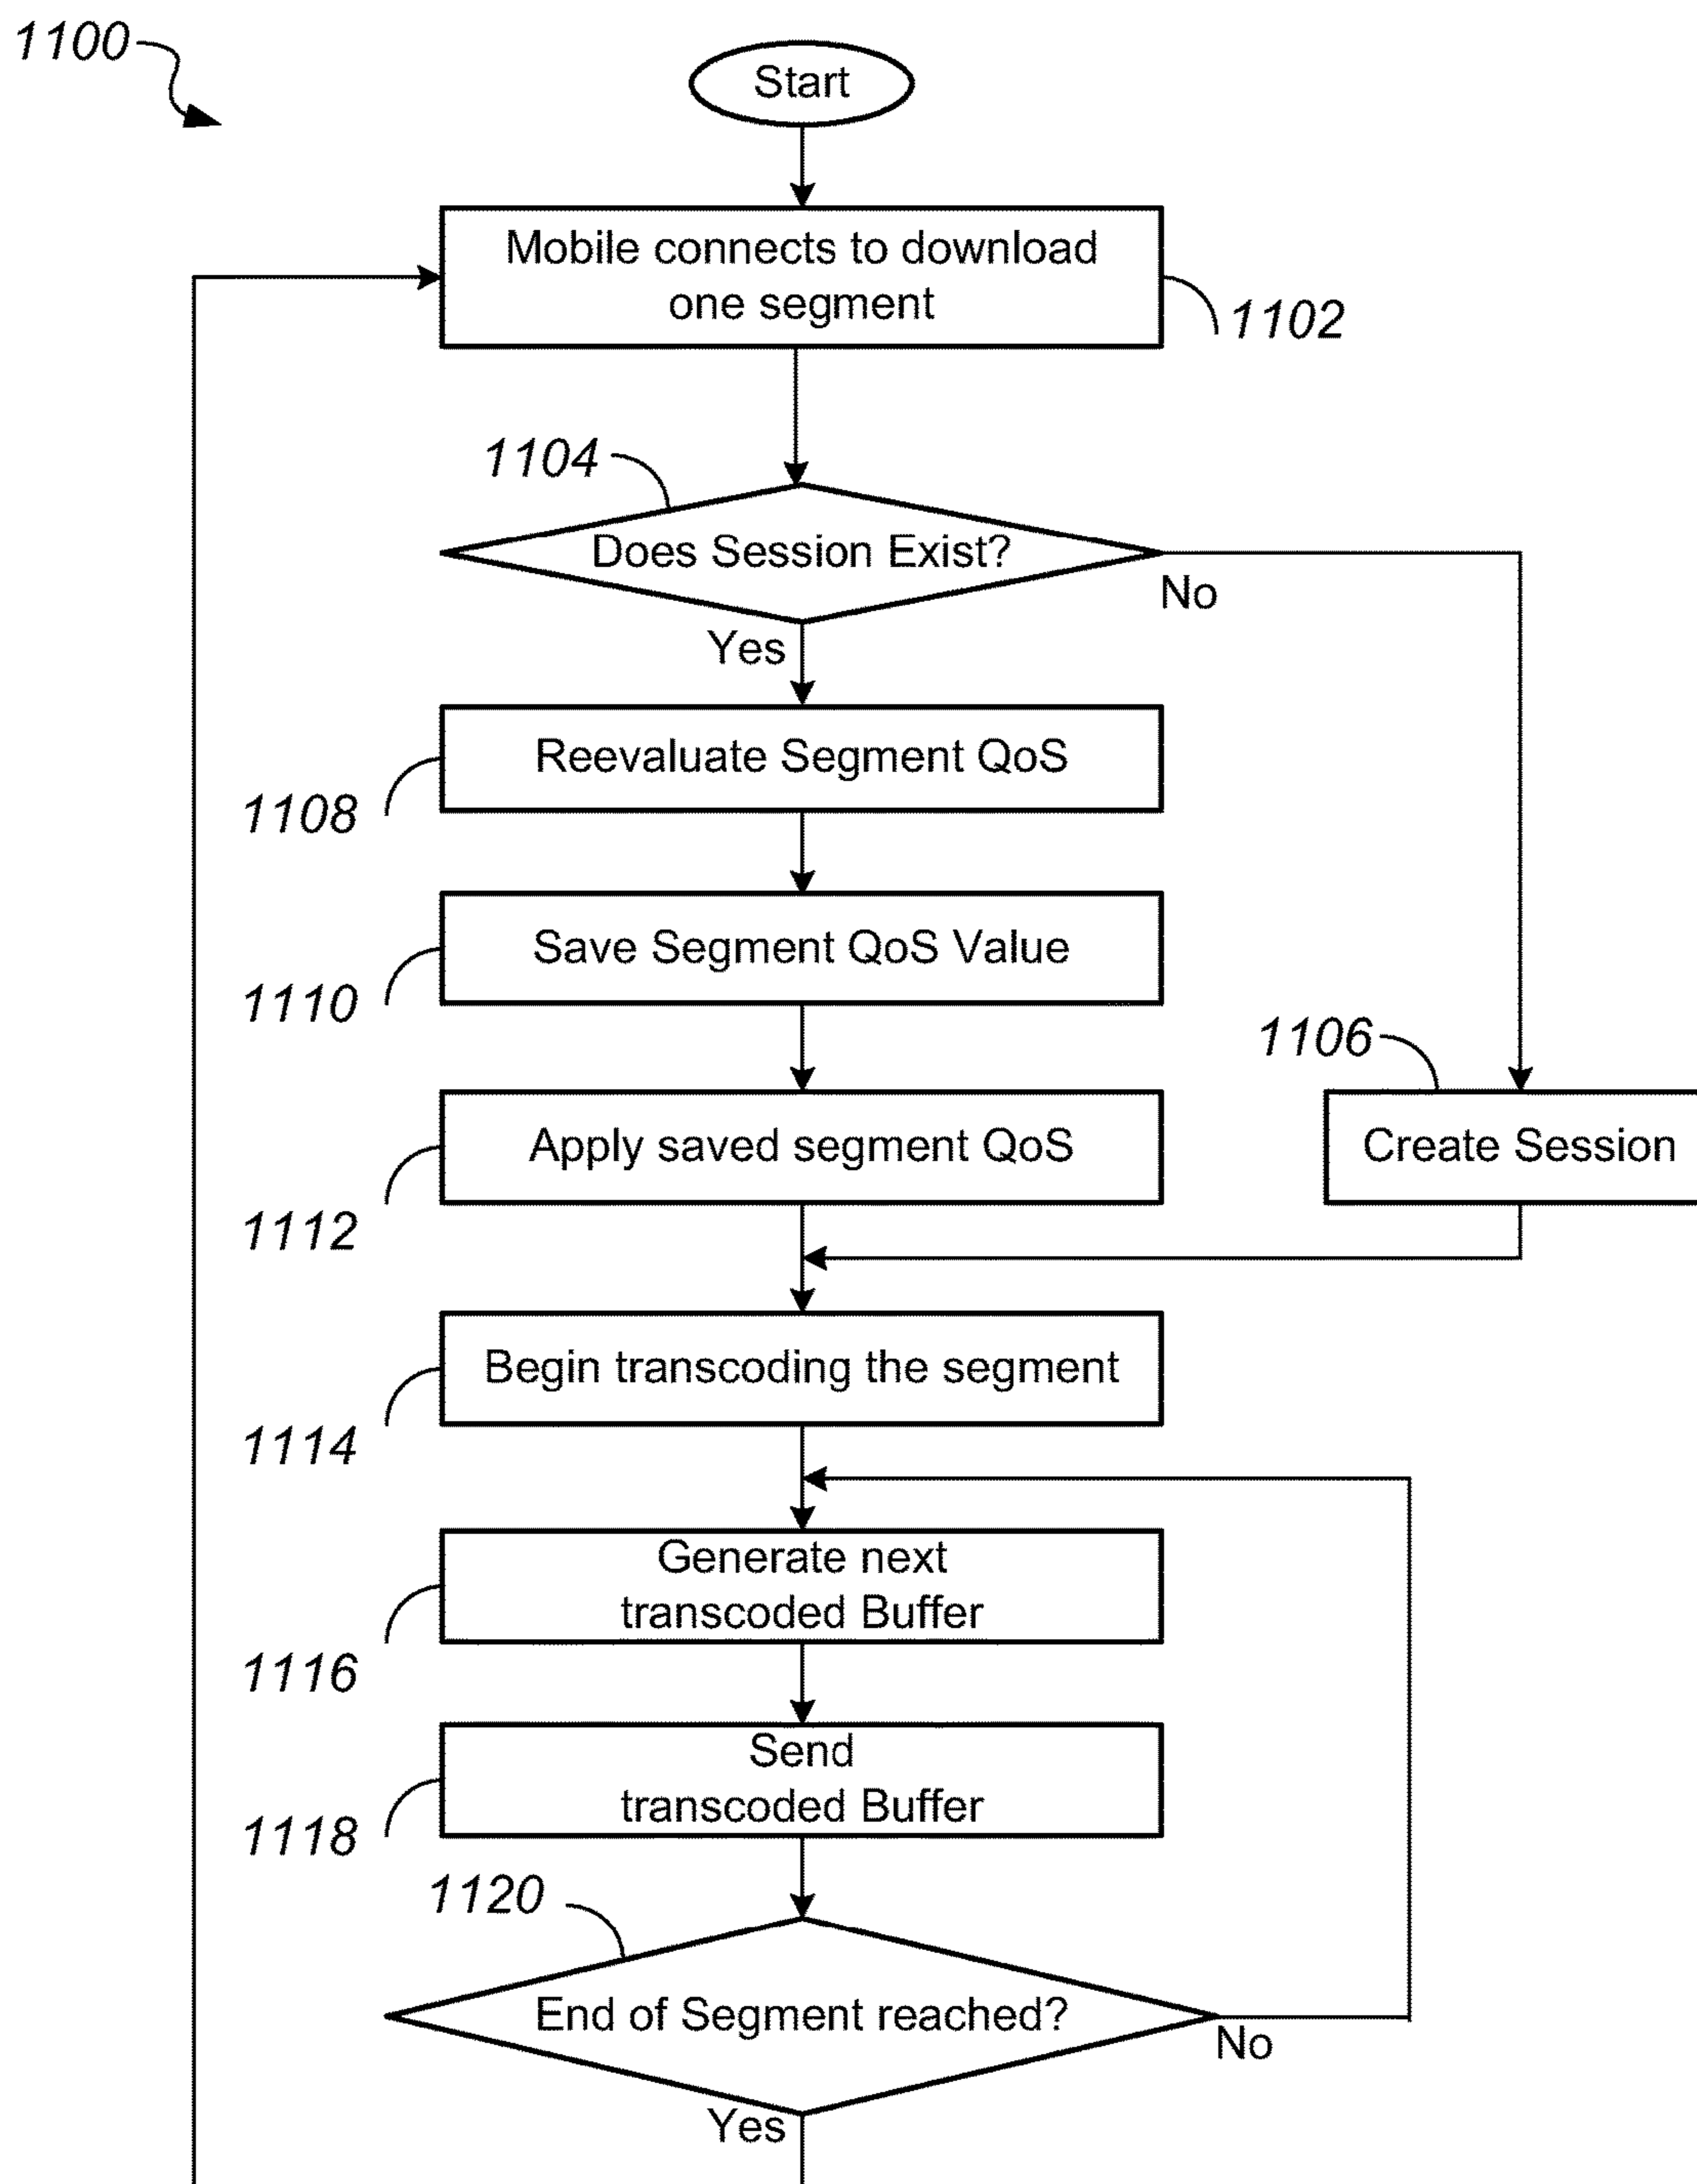 1100
Start
Mobile connects to download
one segment
1102
1104
Does Session Exist?
No
Yes
Reevaluate Segment QoS
1108
Save Segment QoS Value
1110
1106
Apply saved segment QoS
Create Session
1112
Begin transcoding the segment
1114
Generate next
transcoded Buffer
1116
Send
transcoded Buffer
1118
1120
End of Segment reached?
No
Yes